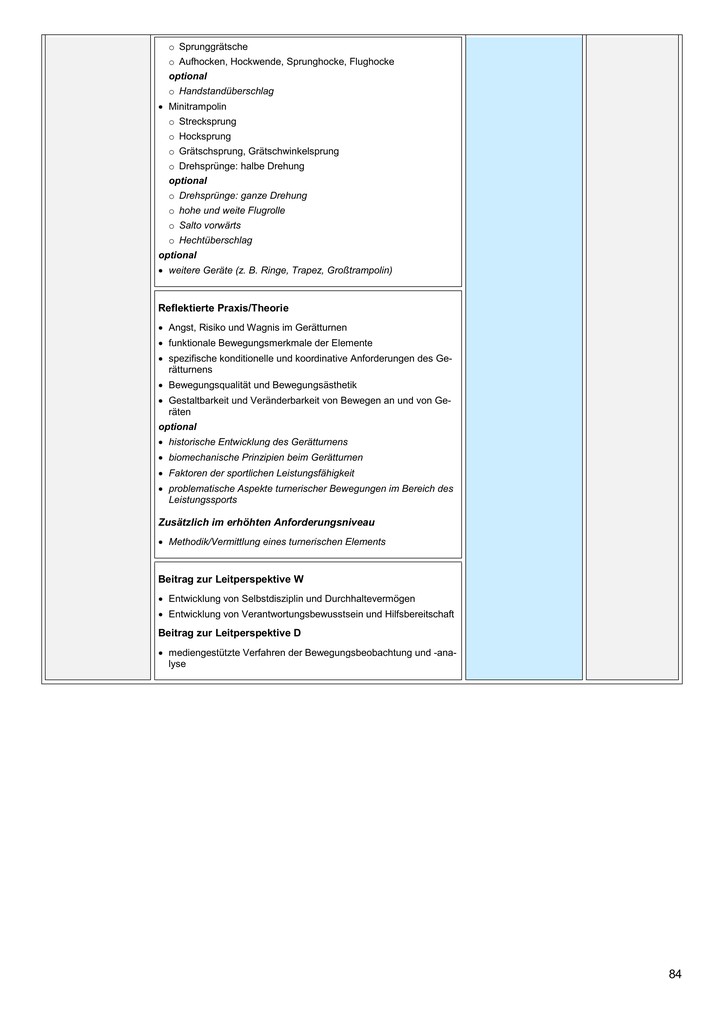 ○ Sprunggrätsche
○ Aufhocken, Hockwende, Sprunghocke, Flughocke
optional
○ Handstandüberschlag
• Minitrampolin
○ Strecksprung
○ Hocksprung
○ Grätschsprung, Grätschwinkelsprung
○ Drehsprünge: halbe Drehung
optional
○ Drehsprünge: ganze Drehung
○ hohe und weite Flugrolle
○ Salto vorwärts
○ Hechtüberschlag
optional
• weitere Geräte (z. B. Ringe, Trapez, Großtrampolin)
Reflektierte Praxis/Theorie
• Angst, Risiko und Wagnis im Gerätturnen
• funktionale Bewegungsmerkmale der Elemente
• spezifische konditionelle und koordinative Anforderungen des Ge-
rätturnens
• Bewegungsqualität und Bewegungsästhetik
• Gestaltbarkeit und Veränderbarkeit von Bewegen an und von Ge-
räten
optional
• historische Entwicklung des Gerätturnens
• biomechanische Prinzipien beim Gerätturnen
• Faktoren der sportlichen Leistungsfähigkeit
• problematische Aspekte turnerischer Bewegungen im Bereich des
Leistungssports
Zusätzlich im erhöhten Anforderungsniveau
• Methodik/Vermittlung eines turnerischen Elements
Beitrag zur Leitperspektive W
• Entwicklung von Selbstdisziplin und Durchhaltevermögen
• Entwicklung von Verantwortungsbewusstsein und Hilfsbereitschaft
Beitrag zur Leitperspektive D
• mediengestützte Verfahren der Bewegungsbeobachtung und -ana-
lyse
84